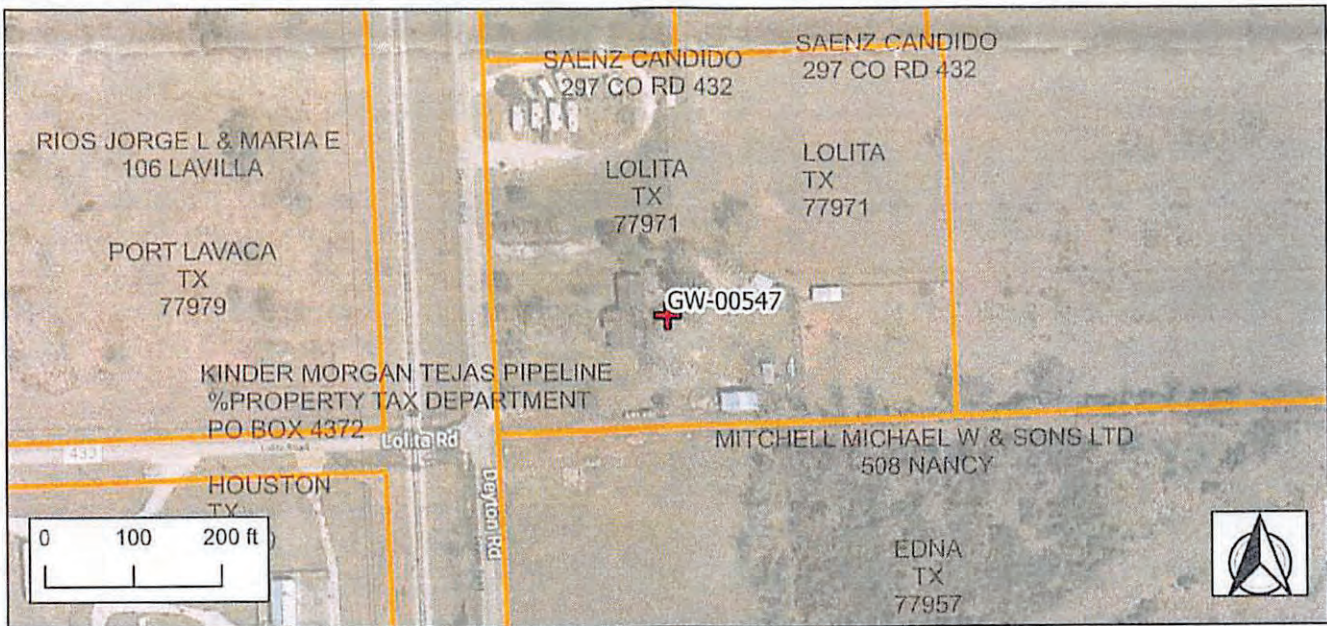 SAENZ CANDIDO
297 CO RD 432
SAENZ CANDIDO
297 CO RD 432
RIOS JORGE L & MARIA E
106 LAVILLA
LOLITA
TX
77971
LOLITA
TX
77971
PORT LAVACA
TX
77979
GW-00547
KINDER MORGAN TEJAS PIPELINE
%PROPERTY TAX DEPARTMENT
PO BOX 4372
Lolita Rd
433
MITCHELL MICHAEL W & SONS LTD
508 NANCY
HOUSTON
TX
Deyton Rd
0 100 200 ft
EDNA
TX
77957